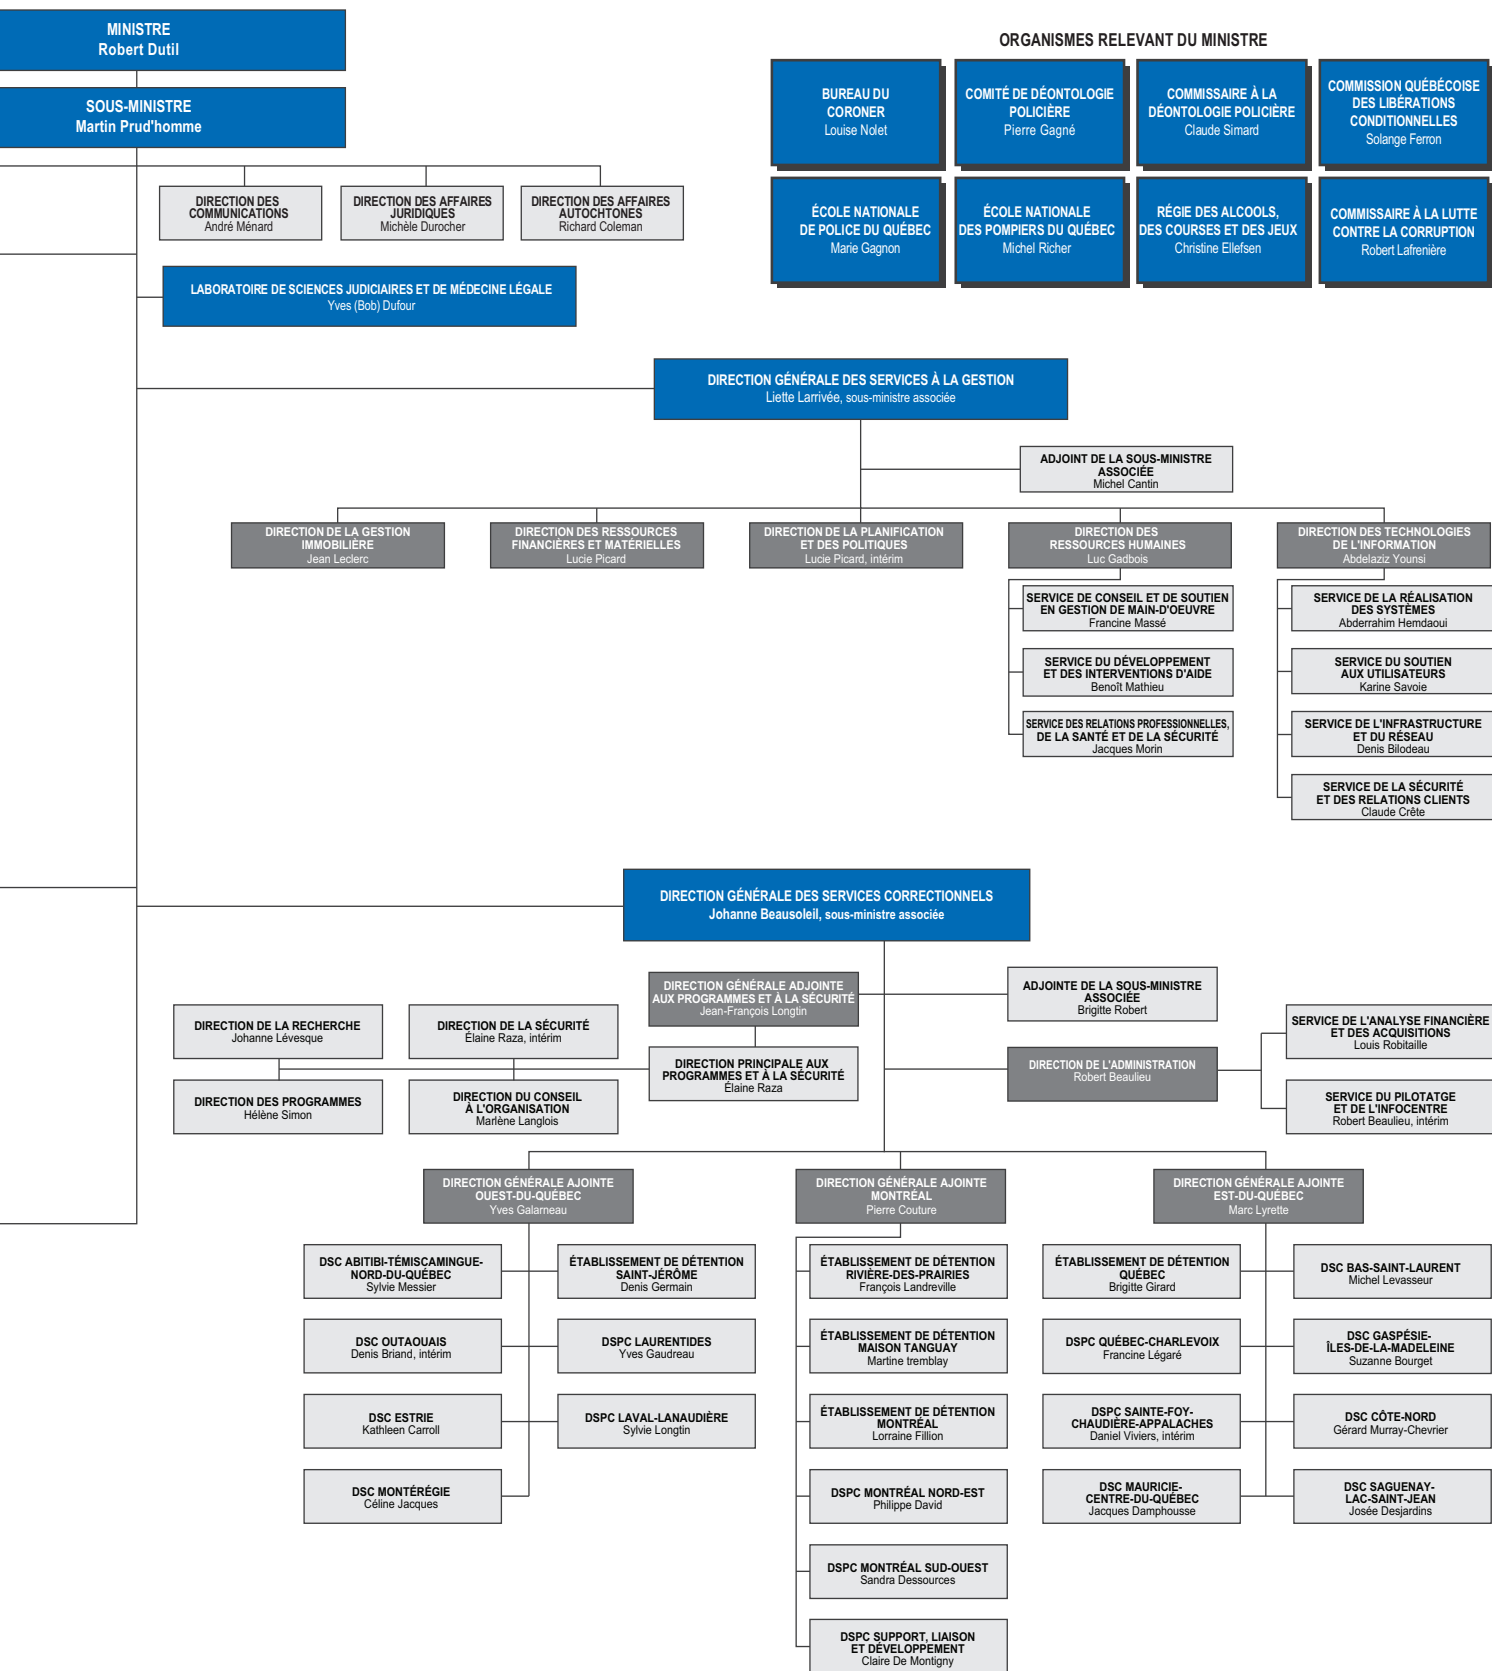 MINISTRE
Robert Dutil
SOUS-MINISTRE
Martin Prud'homme
ORGANISMES RELEVANT DU MINISTRE
BUREAU DU
CORONER
Louise Nolet
COMITÉ DE DÉONTOLOGIE
POLICIÈRE
Pierre Gagné
COMMISSAIRE À LA
DÉONTOLOGIE POLICIÈRE
Claude Simard
COMMISSION QUÉBÉCOISE
DES LIBÉRATIONS
CONDITIONNELLES
Solange Ferron
ÉCOLE NATIONALE
DE POLICE DU QUÉBEC
Marie Gagnon
ÉCOLE NATIONALE
DES POMPIERS DU QUÉBEC
Michel Richer
RÉGIE DES ALCOOLS,
DES COURSES ET DES JEUX
Christine Ellefsen
COMMISSAIRE À LA LUTTE
CONTRE LA CORRUPTION
Robert Lafrenière
DIRECTION DES
COMMUNICATIONS
André Ménard
DIRECTION DES AFFAIRES
JURIDIQUES
Michèle Durocher
DIRECTION DES AFFAIRES
AUTOCHTONES
Richard Coleman
LABORATOIRE DE SCIENCES JUDICIAIRES ET DE MÉDECINE LÉGALE
Yves (Bob) Dufour
DIRECTION GÉNÉRALE DES SERVICES À LA GESTION
Liette Larrivée, sous-ministre associée
ADJOINT DE LA SOUS-MINISTRE
ASSOCIÉE
Michel Cantin
DIRECTION DE LA GESTION
IMMOBILIÈRE
Jean Leclerc
DIRECTION DES RESSOURCES
FINANCIÈRES ET MATÉRIELLES
Lucie Picard
DIRECTION DE LA PLANIFICATION
ET DES POLITIQUES
Lucie Picard, intérim
DIRECTION DES
RESSOURCES HUMAINES
Luc Gadbois
DIRECTION DES TECHNOLOGIES
DE L'INFORMATION
Abdelaziz Younsi
SERVICE DE CONSEIL ET DE SOUTIEN
EN GESTION DE MAIN-D'OEUVRE
Francine Massé
SERVICE DU DÉVELOPPEMENT
ET DES INTERVENTIONS D'AIDE
Benoît Mathieu
SERVICE DES RELATIONS PROFESSIONNELLES,
DE LA SANTÉ ET DE LA SÉCURITÉ
Jacques Morin
SERVICE DE LA RÉALISATION
DES SYSTÈMES
Abderrahim Hemdaoui
SERVICE DU SOUTIEN
AUX UTILISATEURS
Karine Savoie
SERVICE DE L'INFRASTRUCTURE
ET DU RÉSEAU
Denis Bilodeau
SERVICE DE LA SÉCURITÉ
ET DES RELATIONS CLIENTS
Claude Crête
DIRECTION GÉNÉRALE DES SERVICES CORRECTIONNELS
Johanne Beausoleil, sous-ministre associée
DIRECTION GÉNÉRALE ADJOINTE
AUX PROGRAMMES ET À LA SÉCURITÉ
Jean-François Longtin
ADJOINTE DE LA SOUS-MINISTRE
ASSOCIÉE
Brigitte Robert
DIRECTION DE LA RECHERCHE
Johanne Lévesque
DIRECTION DE LA SÉCURITÉ
Élaine Raza, intérim
DIRECTION PRINCIPALE AUX
PROGRAMMES ET À LA SÉCURITÉ
Élaine Raza
DIRECTION DES PROGRAMMES
Hélène Simon
DIRECTION DU CONSEIL
À L'ORGANISATION
Marlène Langlois
DIRECTION DE L'ADMINISTRATION
Robert Beaulieu
SERVICE DE L'ANALYSE FINANCIÈRE
ET DES ACQUISITIONS
Louis Robitaille
SERVICE DU PILOTATGE
ET DE L'INFOCENTRE
Robert Beaulieu, intérim
DIRECTION GÉNÉRALE AJOINTE
OUEST-DU-QUÉBEC
Yves Galarneau
DIRECTION GÉNÉRALE AJOINTE
MONTRÉAL
Pierre Couture
DIRECTION GÉNÉRALE AJOINTE
EST-DU-QUÉBEC
Marc Lyrette
DSC ABITIBI-TÉMISCAMINGUE-
NORD-DU-QUÉBEC
Sylvie Messier
ÉTABLISSEMENT DE DÉTENTION
SAINT-JÉRÔME
Denis Germain
DSC OUTAOUAIS
Denis Briand, intérim
DSPC LAURENTIDES
Yves Gaudreau
DSC ESTRIE
Kathleen Carroll
DSPC LAVAL-LANAUDIÈRE
Sylvie Longtin
DSC MONTÉRÉGIE
Céline Jacques
ÉTABLISSEMENT DE DÉTENTION
RIVIÈRE-DES-PRAIRIES
François Landreville
ÉTABLISSEMENT DE DÉTENTION
MAISON TANGUAY
Martine tremblay
ÉTABLISSEMENT DE DÉTENTION
MONTRÉAL
Lorraine Fillion
DSPC MONTRÉAL NORD-EST
Philippe David
DSPC MONTRÉAL SUD-OUEST
Sandra Dessources
DSPC SUPPORT, LIAISON
ET DÉVELOPPEMENT
Claire De Montigny
ÉTABLISSEMENT DE DÉTENTION
QUÉBEC
Brigitte Girard
DSC BAS-SAINT-LAURENT
Michel Levasseur
DSPC QUÉBEC-CHARLEVOIX
Francine Légaré
DSC GASPÉSIE-
ÎLES-DE-LA-MADELEINE
Suzanne Bourget
DSPC SAINTE-FOY-
CHAUDIÈRE-APPALACHES
Daniel Viviers, intérim
DSC CÔTE-NORD
Gérard Murray-Chevrier
DSC MAURICIE-
CENTRE-DU-QUÉBEC
Jacques Damphousse
DSC SAGUENAY-
LAC-SAINT-JEAN
Josée Desjardins